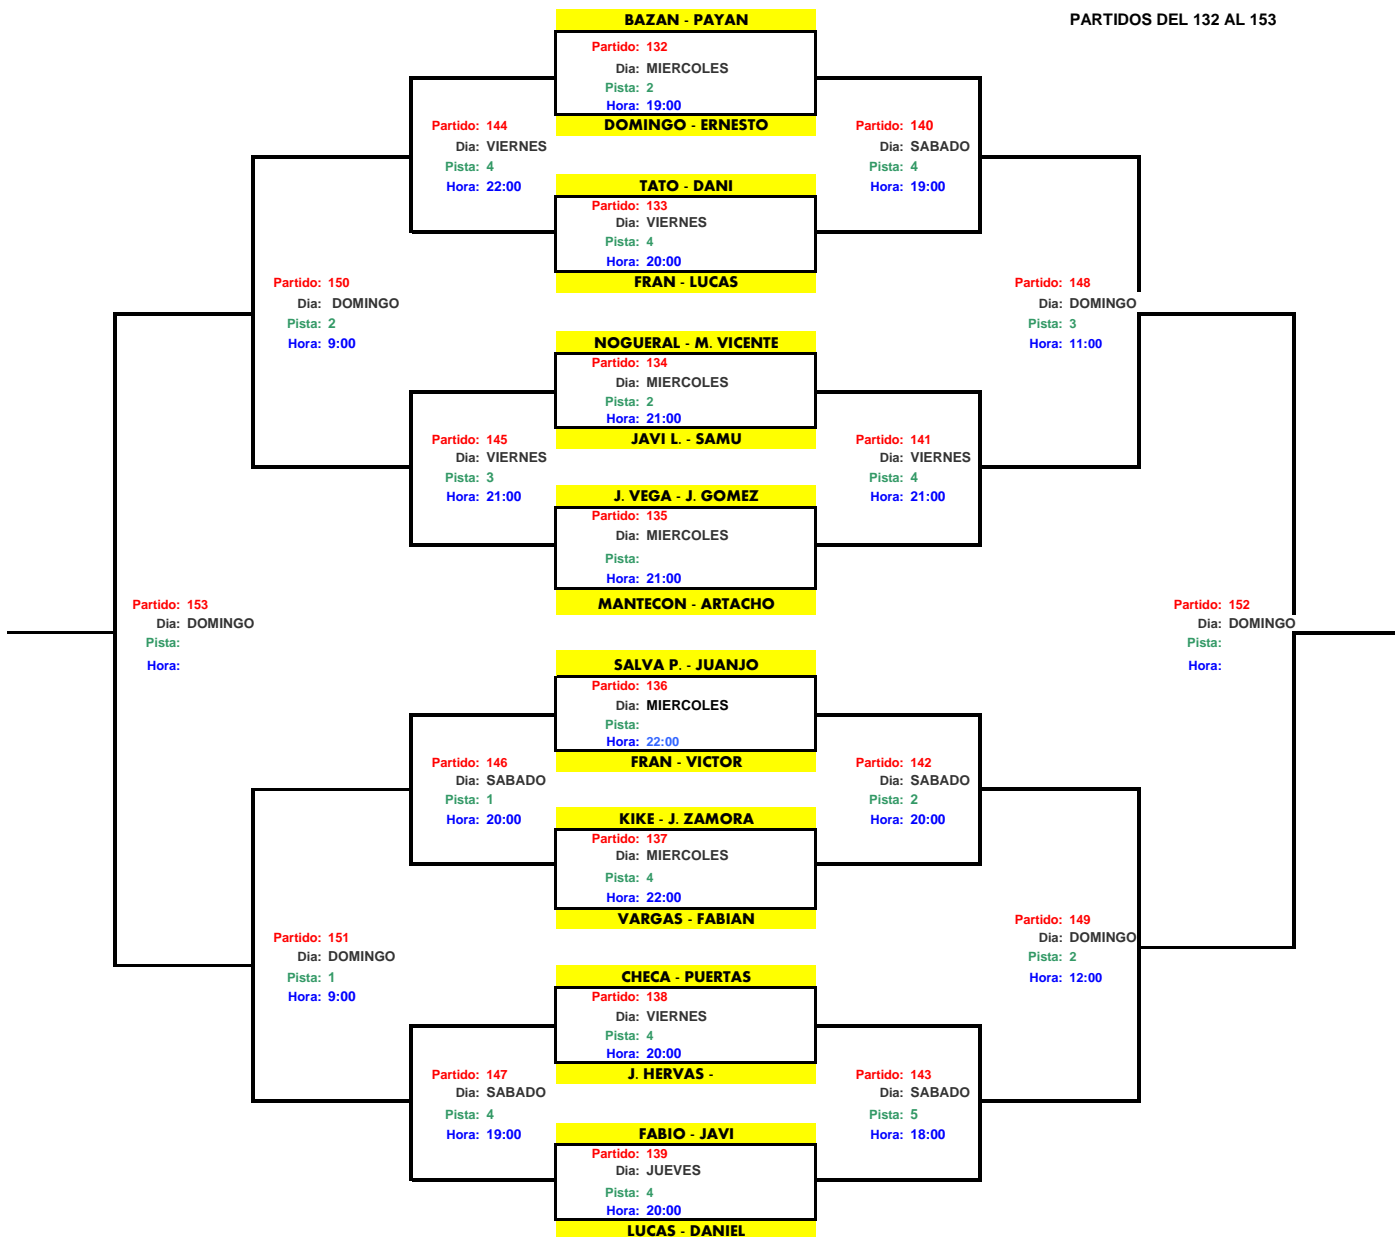 PARTIDOS DEL 132 AL 153
BAZAN - PAYAN
Partido: 132
Dia: MIERCOLES
Pista: 2
Hora: 19:00
DOMINGO - ERNESTO
Partido: 144
Dia: VIERNES
Pista: 4
Hora: 22:00
Partido: 140
Dia: SABADO
Pista: 4
Hora: 19:00
TATO - DANI
Partido: 133
Dia: VIERNES
Pista: 4
Hora: 20:00
FRAN - LUCAS
Partido: 150
Dia: DOMINGO
Pista: 2
Hora: 9:00
Partido: 148
Dia: DOMINGO
Pista: 3
Hora: 11:00
NOGUERAL - M. VICENTE
Partido: 134
Dia: MIERCOLES
Pista: 2
Hora: 21:00
JAVI L. - SAMU
Partido: 145
Dia: VIERNES
Pista: 3
Hora: 21:00
Partido: 141
Dia: VIERNES
Pista: 4
Hora: 21:00
J. VEGA - J. GOMEZ
Partido: 135
Dia: MIERCOLES
Pista:
Hora: 21:00
MANTECON - ARTACHO
Partido: 153
Dia: DOMINGO
Pista:
Hora:
Partido: 152
Dia: DOMINGO
Pista:
Hora:
SALVA P. - JUANJO
Partido: 136
Dia: MIERCOLES
Pista:
Hora: 22:00
FRAN - VICTOR
Partido: 146
Dia: SABADO
Pista: 1
Hora: 20:00
Partido: 142
Dia: SABADO
Pista: 2
Hora: 20:00
KIKE - J. ZAMORA
Partido: 137
Dia: MIERCOLES
Pista: 4
Hora: 22:00
VARGAS - FABIAN
Partido: 151
Dia: DOMINGO
Pista: 1
Hora: 9:00
Partido: 149
Dia: DOMINGO
Pista: 2
Hora: 12:00
CHECA - PUERTAS
Partido: 138
Dia: VIERNES
Pista: 4
Hora: 20:00
J. HERVAS -
Partido: 147
Dia: SABADO
Pista: 4
Hora: 19:00
Partido: 143
Dia: SABADO
Pista: 5
Hora: 18:00
FABIO - JAVI
Partido: 139
Dia: JUEVES
Pista: 4
Hora: 20:00
LUCAS - DANIEL